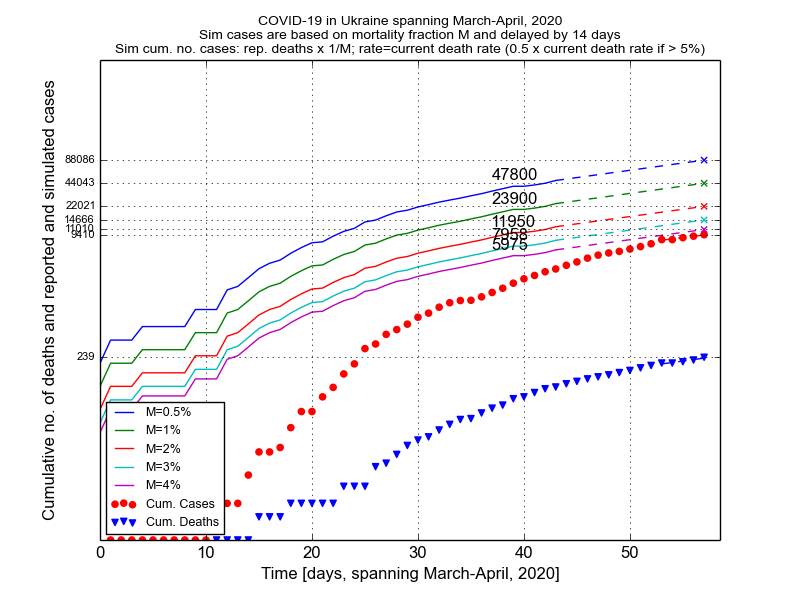 COVID-19 in Ukraine spanning March-April, 2020
Sim cases are based on mortality fraction M and delayed by 14 days
Sim cum. no. cases: rep. deaths x 1/M; rate=current death rate (0.5 x current death rate if > 5%)
Cumulative no. of deaths and reported and simulated cases
88086
44043
22021
14666
11010
9410
239
47800
23900
11950
7958
5975
M=0.5%
M=1%
M=2%
M=3%
M=4%
Cum. Cases
Cum. Deaths
0 10 20 30 40 50
Time [days, spanning March-April, 2020]